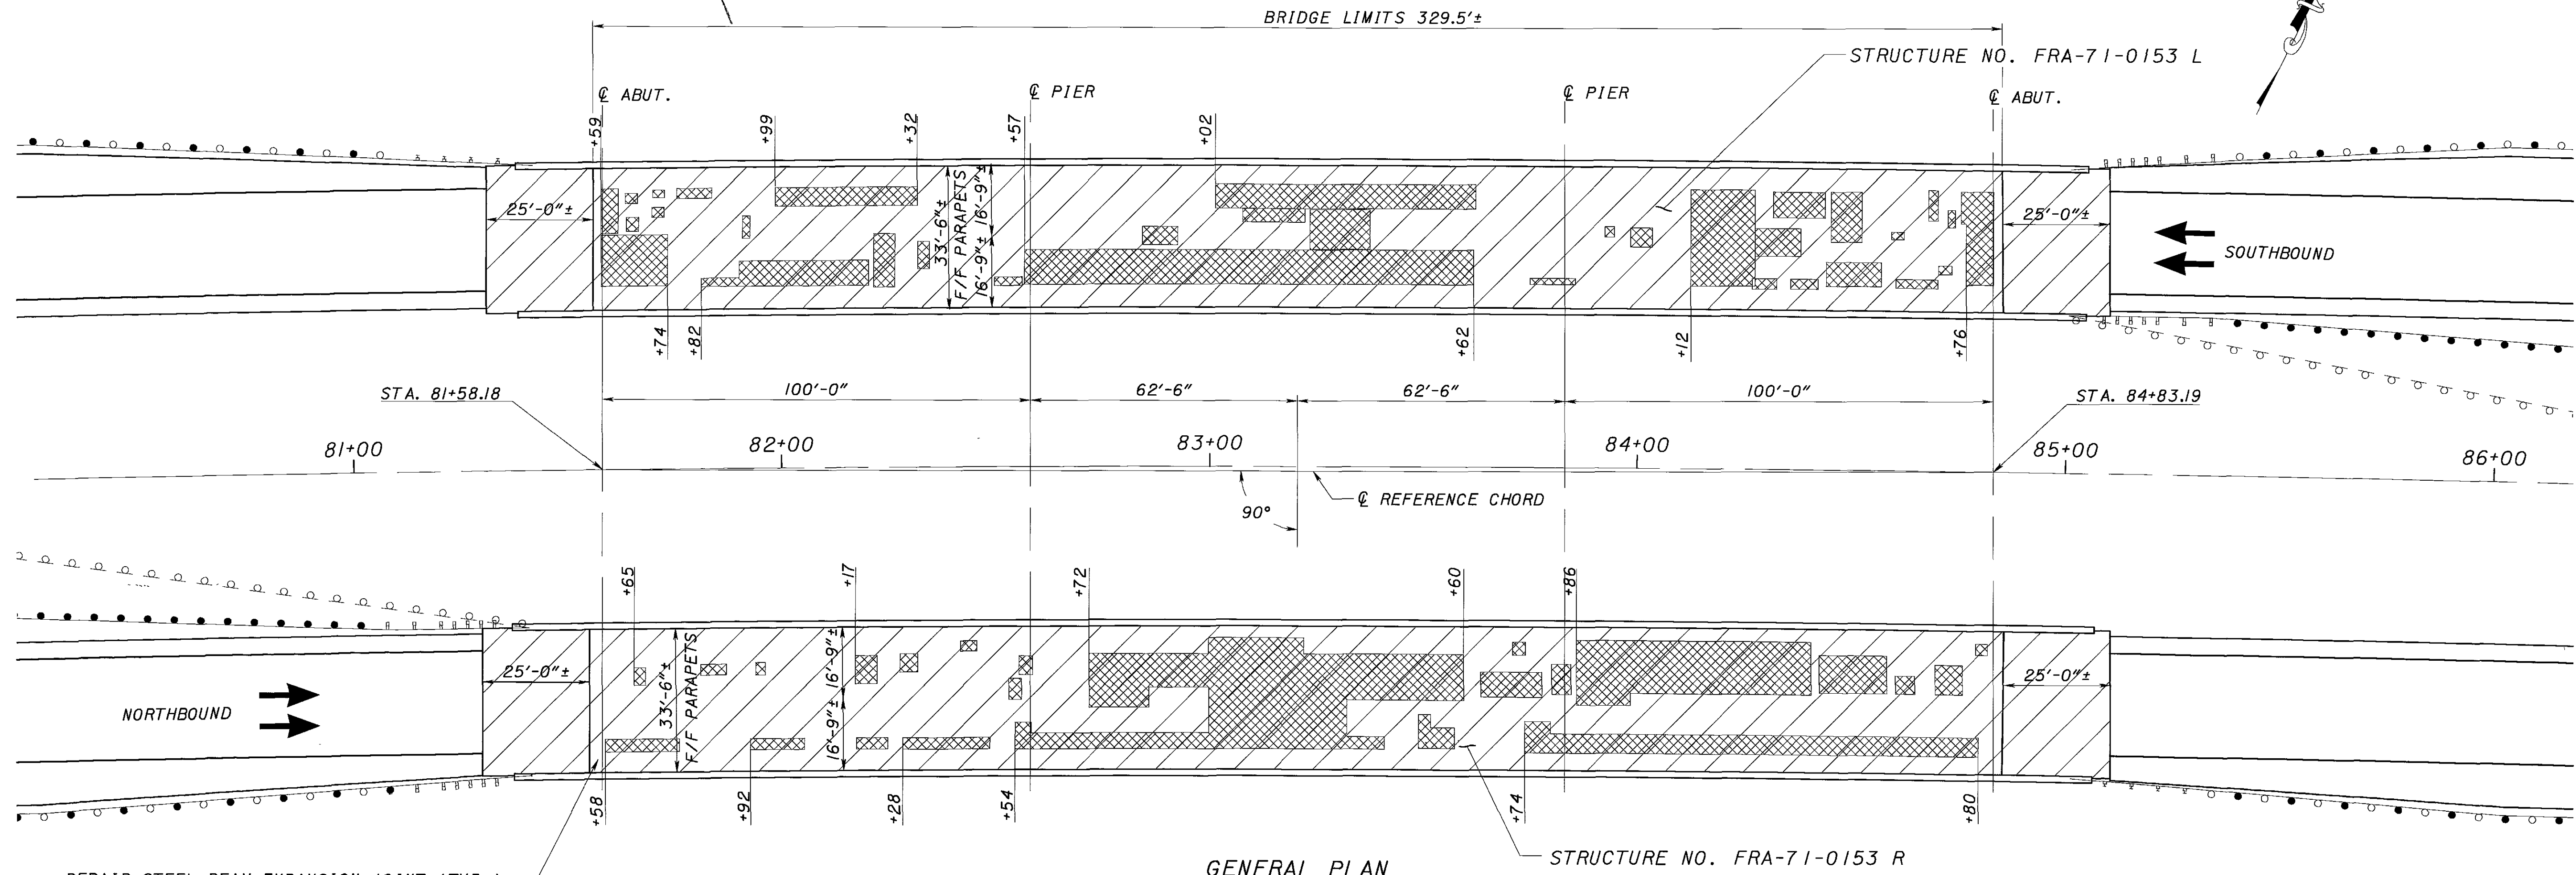 BRIDGE LIMITS 329.5'±
STRUCTURE NO. FRA-71-0153 L
℄ ABUT.
℄ PIER
℄ PIER
℄ ABUT.
+59
+99
+32
+57
+02
25'-0"±
33'-6"±
F/F PARAPETS
16'-9"±
16'-9"±
25'-0"±
SOUTHBOUND
+74
+82
+62
+12
+76
STA. 81+58.18
100'-0"
62'-6"
62'-6"
100'-0"
STA. 84+83.19
81+00
82+00
83+00
84+00
85+00
86+00
90°
℄ REFERENCE CHORD
+65
+17
+72
+60
+86
25'-0"±
33'-6"±
F/F PARAPETS
16'-9"±
16'-9"±
25'-0"±
NORTHBOUND
+58
+92
+28
+54
+74
+80
STRUCTURE NO. FRA-71-0153 R
GENERAL PLAN